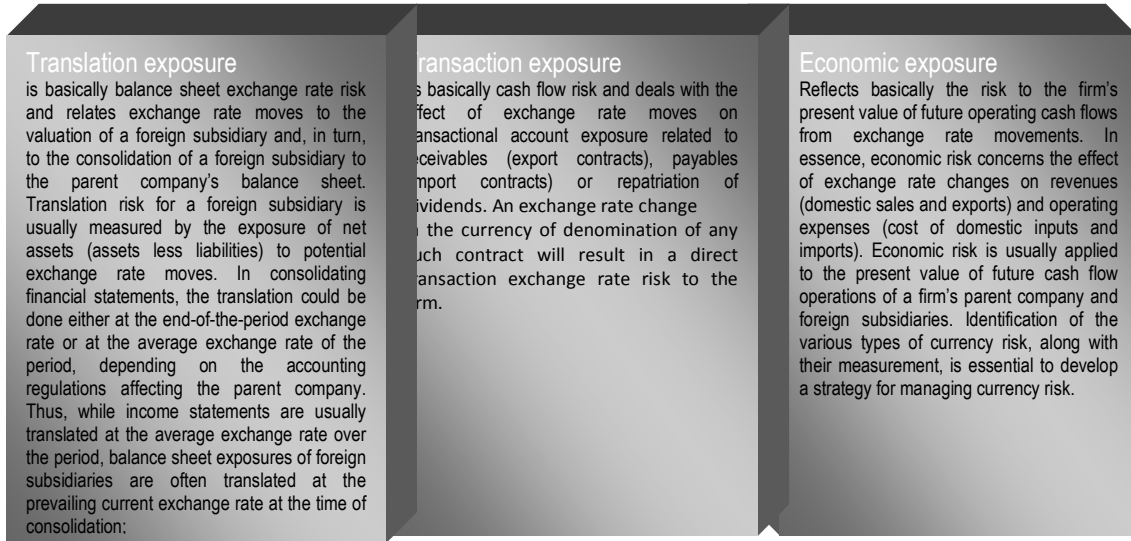 Translation exposure
is basically balance sheet exchange rate risk
and relates exchange rate moves to the
valuation of a foreign subsidiary and, in turn,
to the consolidation of a foreign subsidiary to
the parent company's balance sheet.
Translation risk for a foreign subsidiary is
usually measured by the exposure of net
assets (assets less liabilities) to potential
exchange rate moves. In consolidating
financial statements, the translation could be
done either at the end-of-the-period exchange
rate or at the average exchange rate of the
period, depending on the accounting
regulations affecting the parent company.
Thus, while income statements are usually
translated at the average exchange rate over
the period, balance sheet exposures of foreign
subsidiaries are often translated at the
prevailing current exchange rate at the time of
consolidation;
ransaction exposure
s basically cash flow risk and deals with the
ffect of exchange rate moves on
ansactional account exposure related to
eceivables (export contracts), payables
mport contracts) or repatriation of
ividends. An exchange rate change
the currency of denomination of any
uch contract will result in a direct
ransaction exchange rate risk to the
rm.
Economic exposure
Reflects basically the risk to the firm's
present value of future operating cash flows
from exchange rate movements. In
essence, economic risk concerns the effect
of exchange rate changes on revenues
(domestic sales and exports) and operating
expenses (cost of domestic inputs and
imports). Economic risk is usually applied
to the present value of future cash flow
operations of a firm's parent company and
foreign subsidiaries. Identification of the
various types of currency risk, along with
their measurement, is essential to develop
a strategy for managing currency risk.